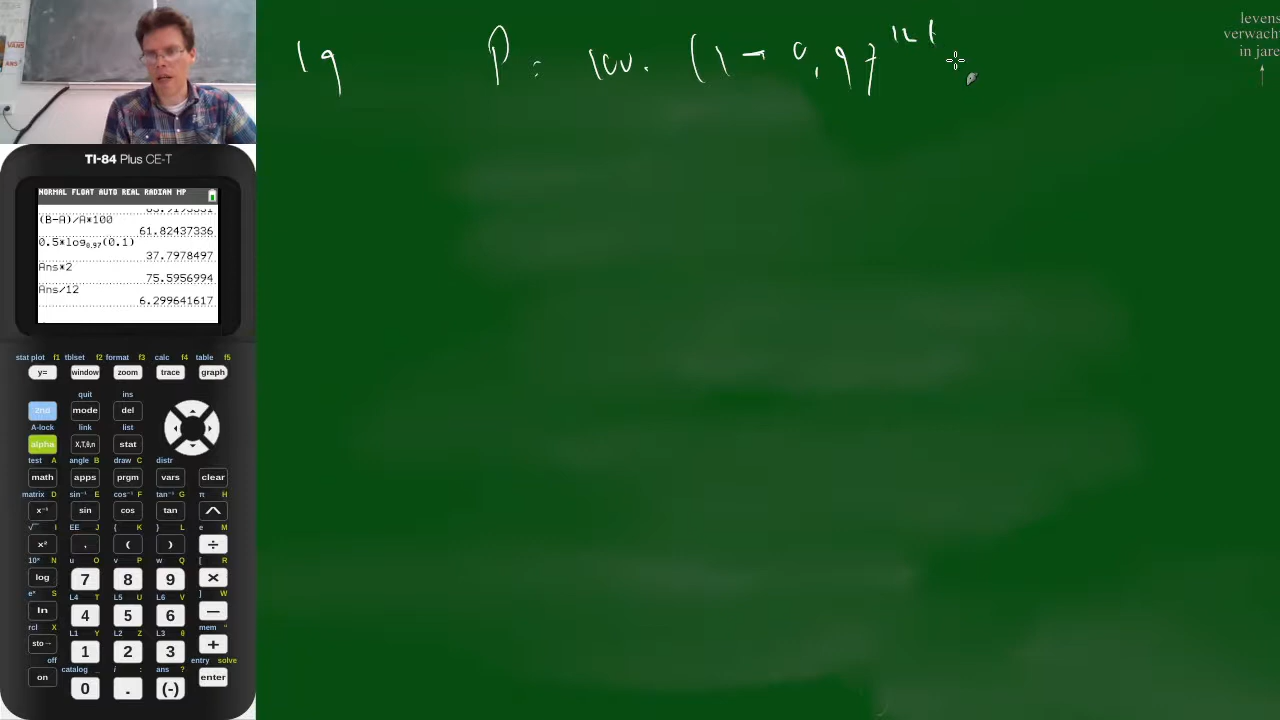 19 P = 100 . (1 - 0,97^12t
levens
verwach
in jare
VANS
ANS
TI-84 Plus CE-T
NORMAL FLOAT AUTO REAL RADIAN MP
(B-A)/A*100
61.82437336
0.5*log0.97(0.1)
37.7978497
Ans*2
75.5956994
Ans/12
6.299641617
stat plot f1 tblset f2 format f3 calc f4 table f5
y= window zoom trace graph
quit ins
2nd mode del
A-lock link list
alpha X,T,θ,n stat
test A angle B draw C distr
math apps prgm vars clear
matrix D sin⁻¹ E cos⁻¹ F tan⁻¹ G π H
x⁻¹ sin cos tan ^
√ I EE J { K } L e M
x² , ( ) ÷
10ˣ N u O v P w Q [ R
log 7 8 9 ×
eˣ S L4 T L5 U L6 V ] W
ln 4 5 6 −
rcl X L1 Y L2 Z L3 θ mem "
sto→ 1 2 3 +
off catalog _ i : ans ? entry solve
on 0 . (-) enter